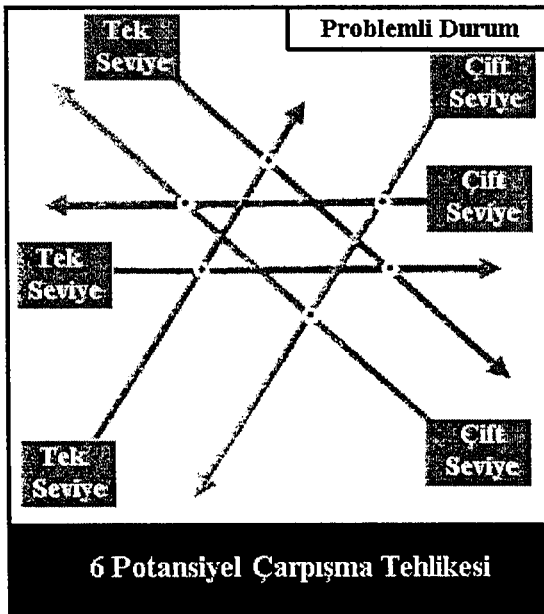 Problemli Durum
Tek
Seviye
Çift
Seviye
Çift
Seviye
Tek
Seviye
Tek
Seviye
Çift
Seviye
6 Potansiyel Çarpışma Tehlikesi